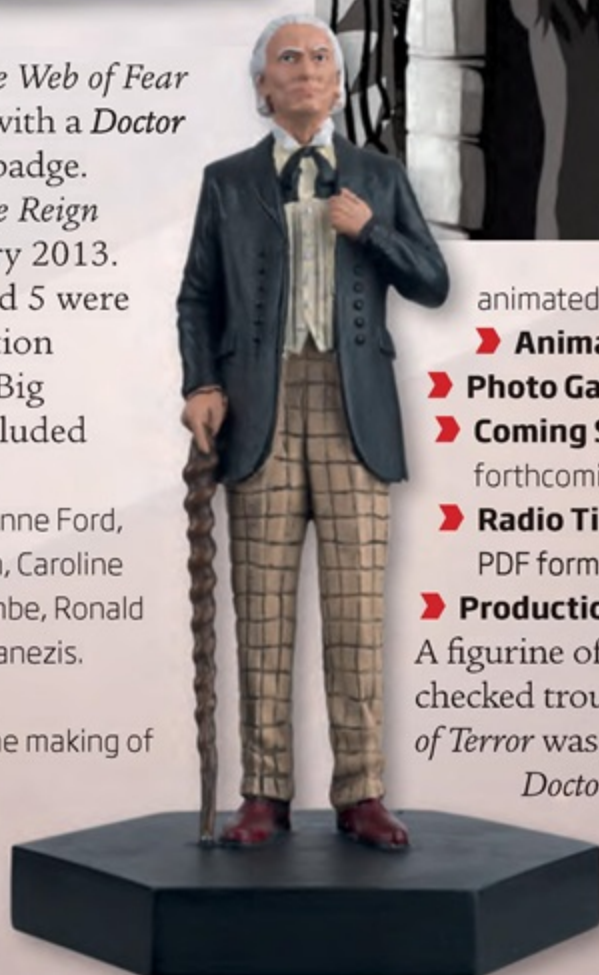 e Web of Fear
with a Doctor
badge.
e Reign
ry 2013.
d 5 were
tion
Big
luded
nne Ford,
, Caroline
mbe, Ronald
anezis.
ne making of
animated
Anima
Photo Ga
Coming S
forthcomi
Radio Ti
PDF form
Productio
A figurine of
checked trou
of Terror was
Docto